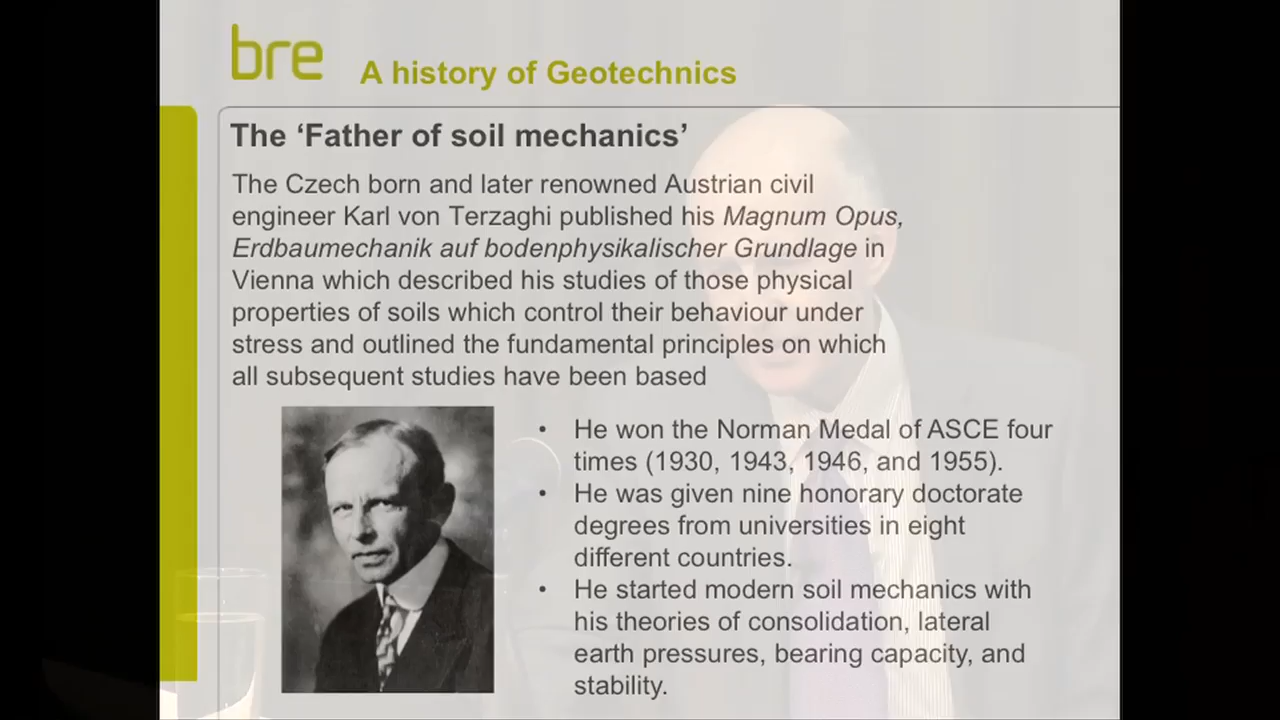 bre
A history of Geotechnics
The ‘Father of soil mechanics’
The Czech born and later renowned Austrian civil
engineer Karl von Terzaghi published his Magnum Opus,
Erdbaumechanik auf bodenphysikalischer Grundlage in
Vienna which described his studies of those physical
properties of soils which control their behaviour under
stress and outlined the fundamental principles on which
all subsequent studies have been based
• He won the Norman Medal of ASCE four
times (1930, 1943, 1946, and 1955).
• He was given nine honorary doctorate
degrees from universities in eight
different countries.
• He started modern soil mechanics with
his theories of consolidation, lateral
earth pressures, bearing capacity, and
stability.